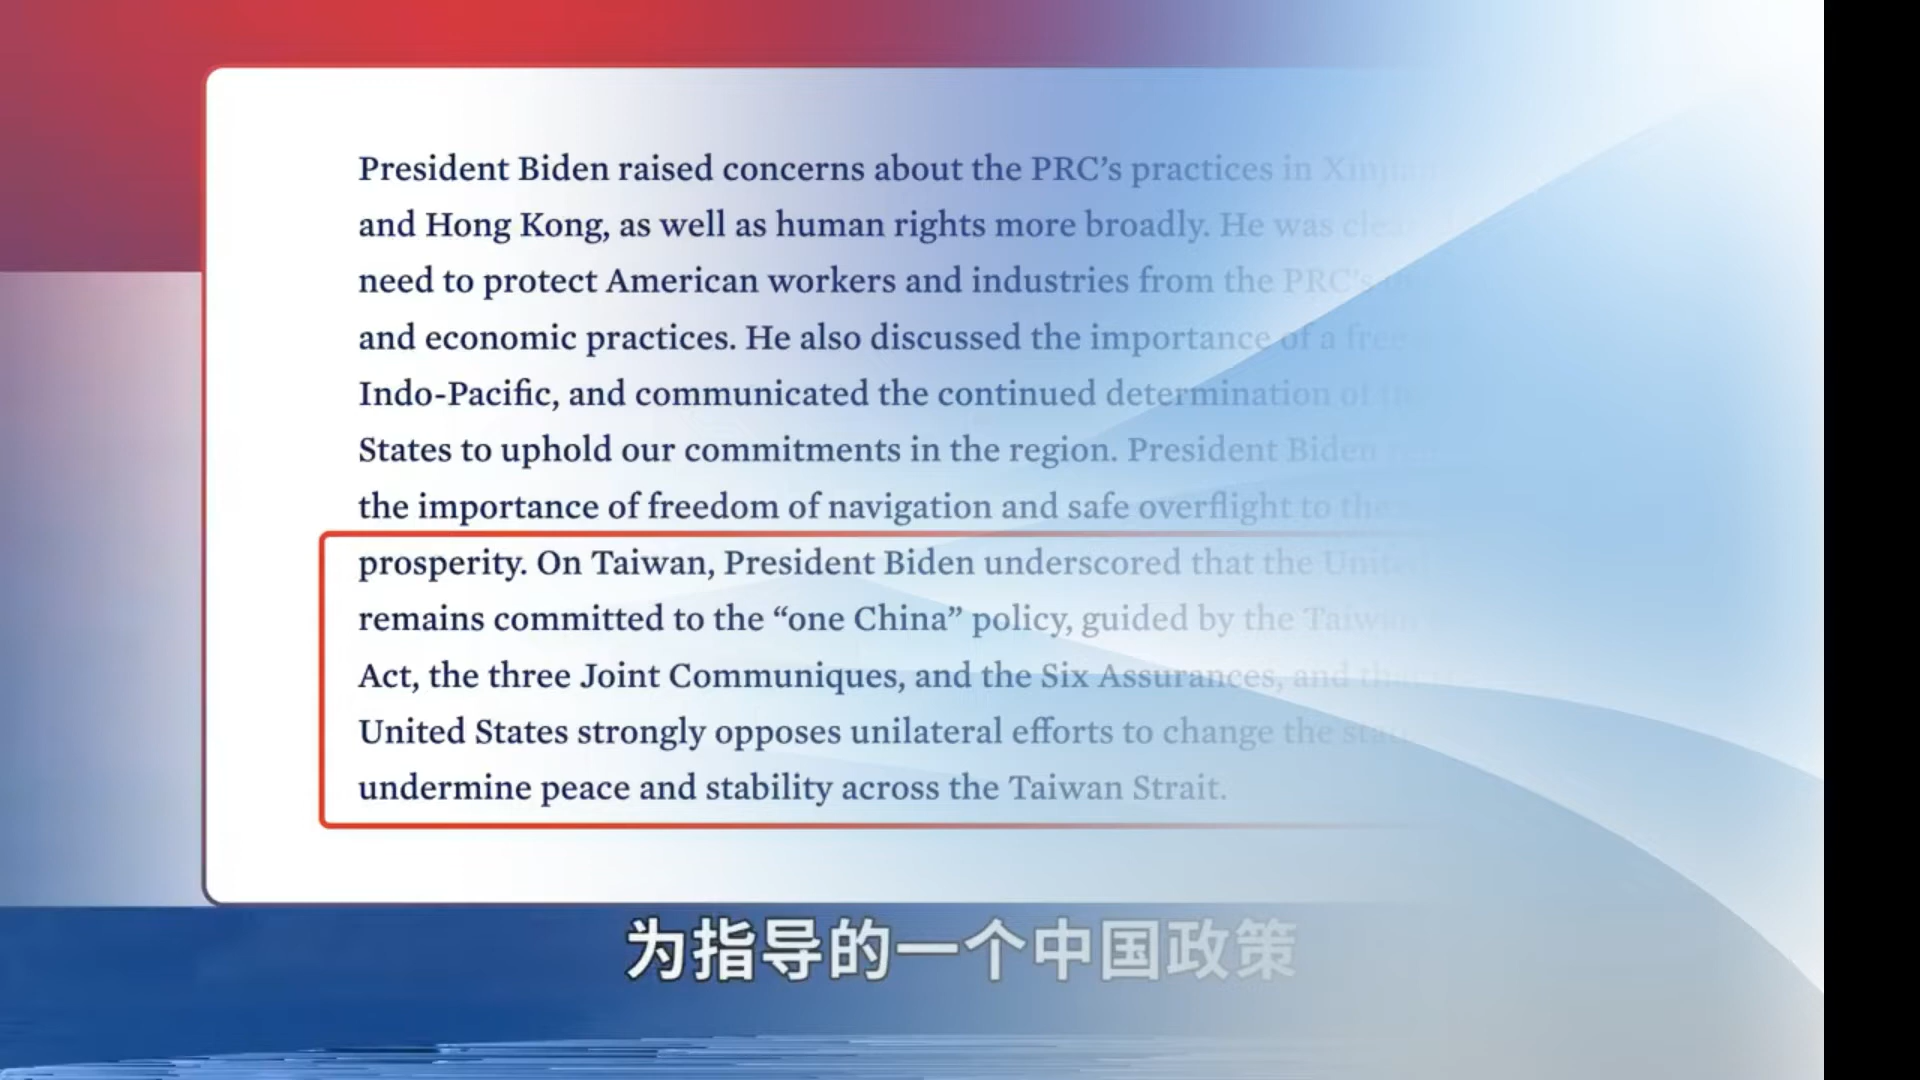 President Biden raised concerns about the PRC’s practices in
and Hong Kong, as well as human rights more broadly. He was
need to protect American workers and industries from the PRC’s
and economic practices. He also discussed the importance of a free
Indo-Pacific, and communicated the continued determination of
States to uphold our commitments in the region. President Biden
the importance of freedom of navigation and safe overflight to the
prosperity. On Taiwan, President Biden underscored that the
remains committed to the “one China” policy, guided by the Taiwan
Act, the three Joint Communiques, and the Six Assurances, and
United States strongly opposes unilateral efforts to change the
undermine peace and stability across the Taiwan Strait.
为指导的一个中国政策